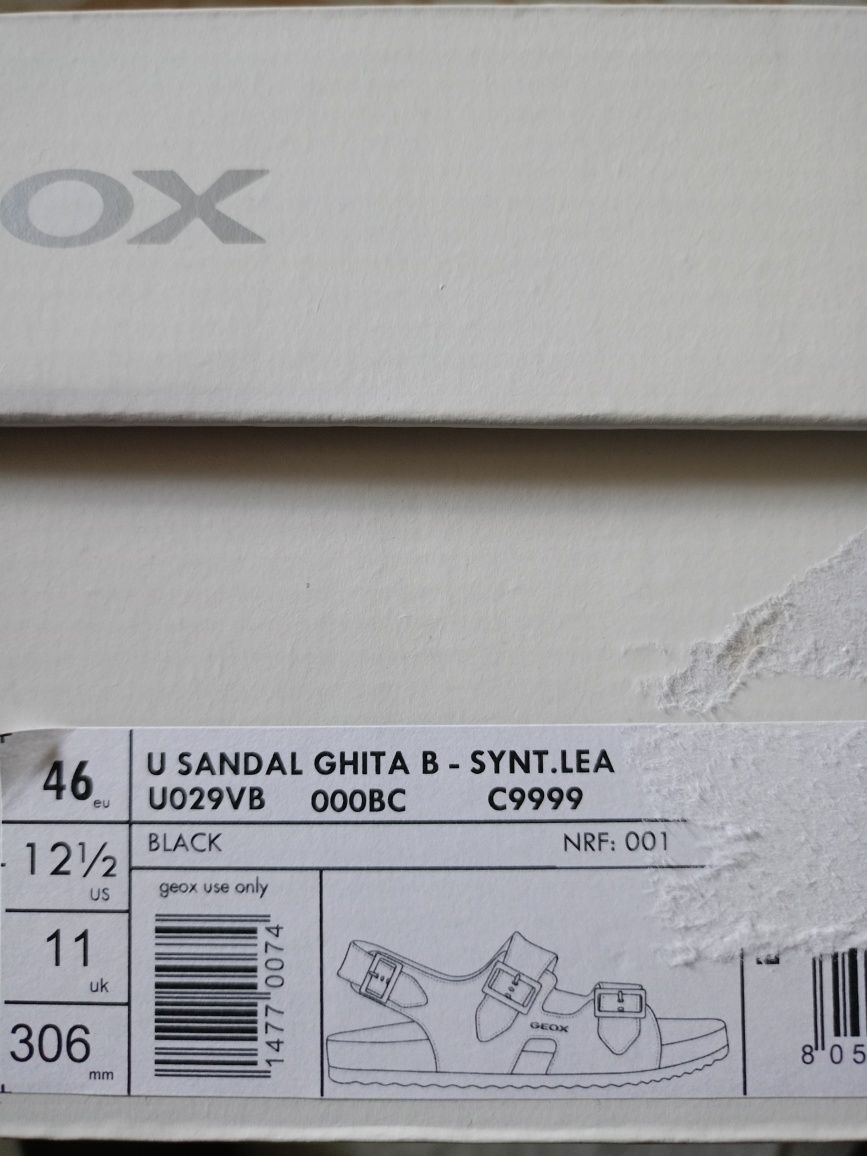 OX
46 eu
U SANDAL GHITA B - SYNT.LEA
U029VB 000BC C9999
12½ US
BLACK NRF: 001
geox use only
11 uk
306 mm
1477 0074
GEOX
8 05